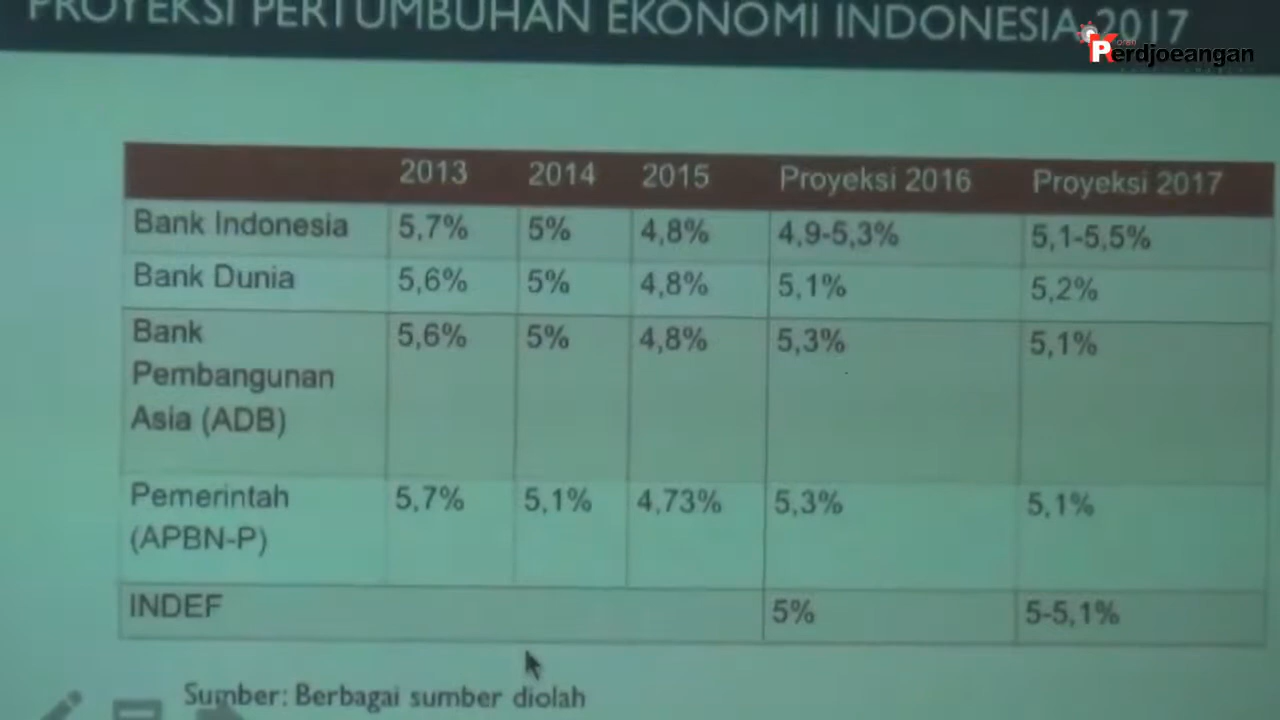 PROYEKSI PERTUMBUHAN EKONOMI INDONESIA 2017
Koran
Perdjoeangan
2013 2014 2015 Proyeksi 2016 Proyeksi 2017
Bank Indonesia 5,7% 5% 4,8% 4,9-5,3% 5,1-5,5%
Bank Dunia 5,6% 5% 4,8% 5,1% 5,2%
Bank 5,6% 5% 4,8% 5,3% 5,1%
Pembangunan
Asia (ADB)
Pemerintah 5,7% 5,1% 4,73% 5,3% 5,1%
(APBN-P)
INDEF 5% 5-5,1%
Sumber: Berbagai sumber diolah